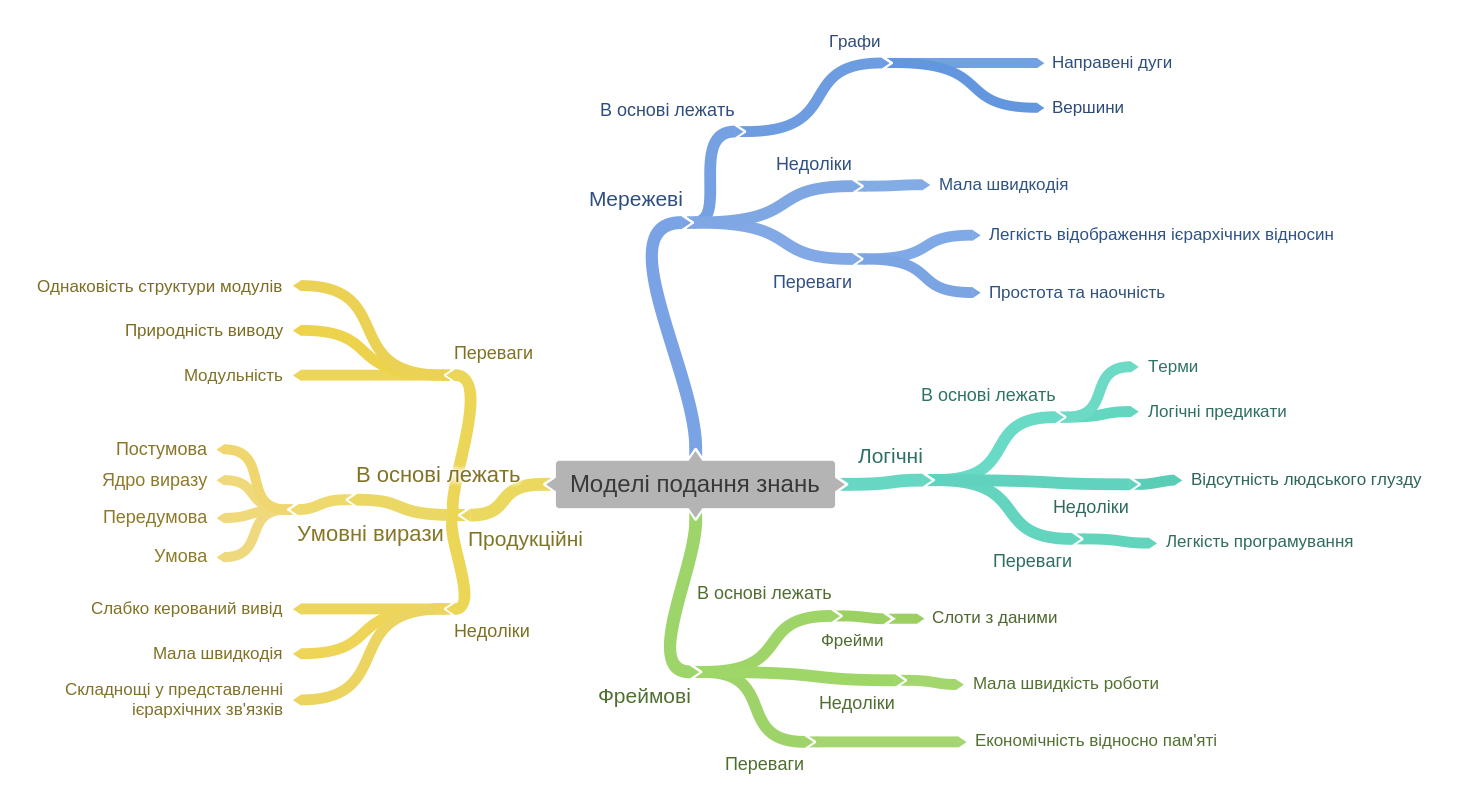 Моделі подання знань
Мережеві
В основі лежать
Графи
Направені дуги
Вершини
Недоліки
Мала швидкодія
Переваги
Легкість відображення ієрархічних відносин
Простота та наочність
Логічні
В основі лежать
Терми
Логічні предикати
Недоліки
Відсутність людського глузду
Переваги
Легкість програмування
Фреймові
В основі лежать
Фрейми
Слоти з даними
Недоліки
Мала швидкість роботи
Переваги
Економічність відносно пам'яті
Продукційні
Переваги
Однаковість структури модулів
Природність виводу
Модульність
В основі лежать
Умовні вирази
Постумова
Ядро виразу
Передумова
Умова
Недоліки
Слабко керований вивід
Мала швидкодія
Складнощі у представленні
ієрархічних зв'язків